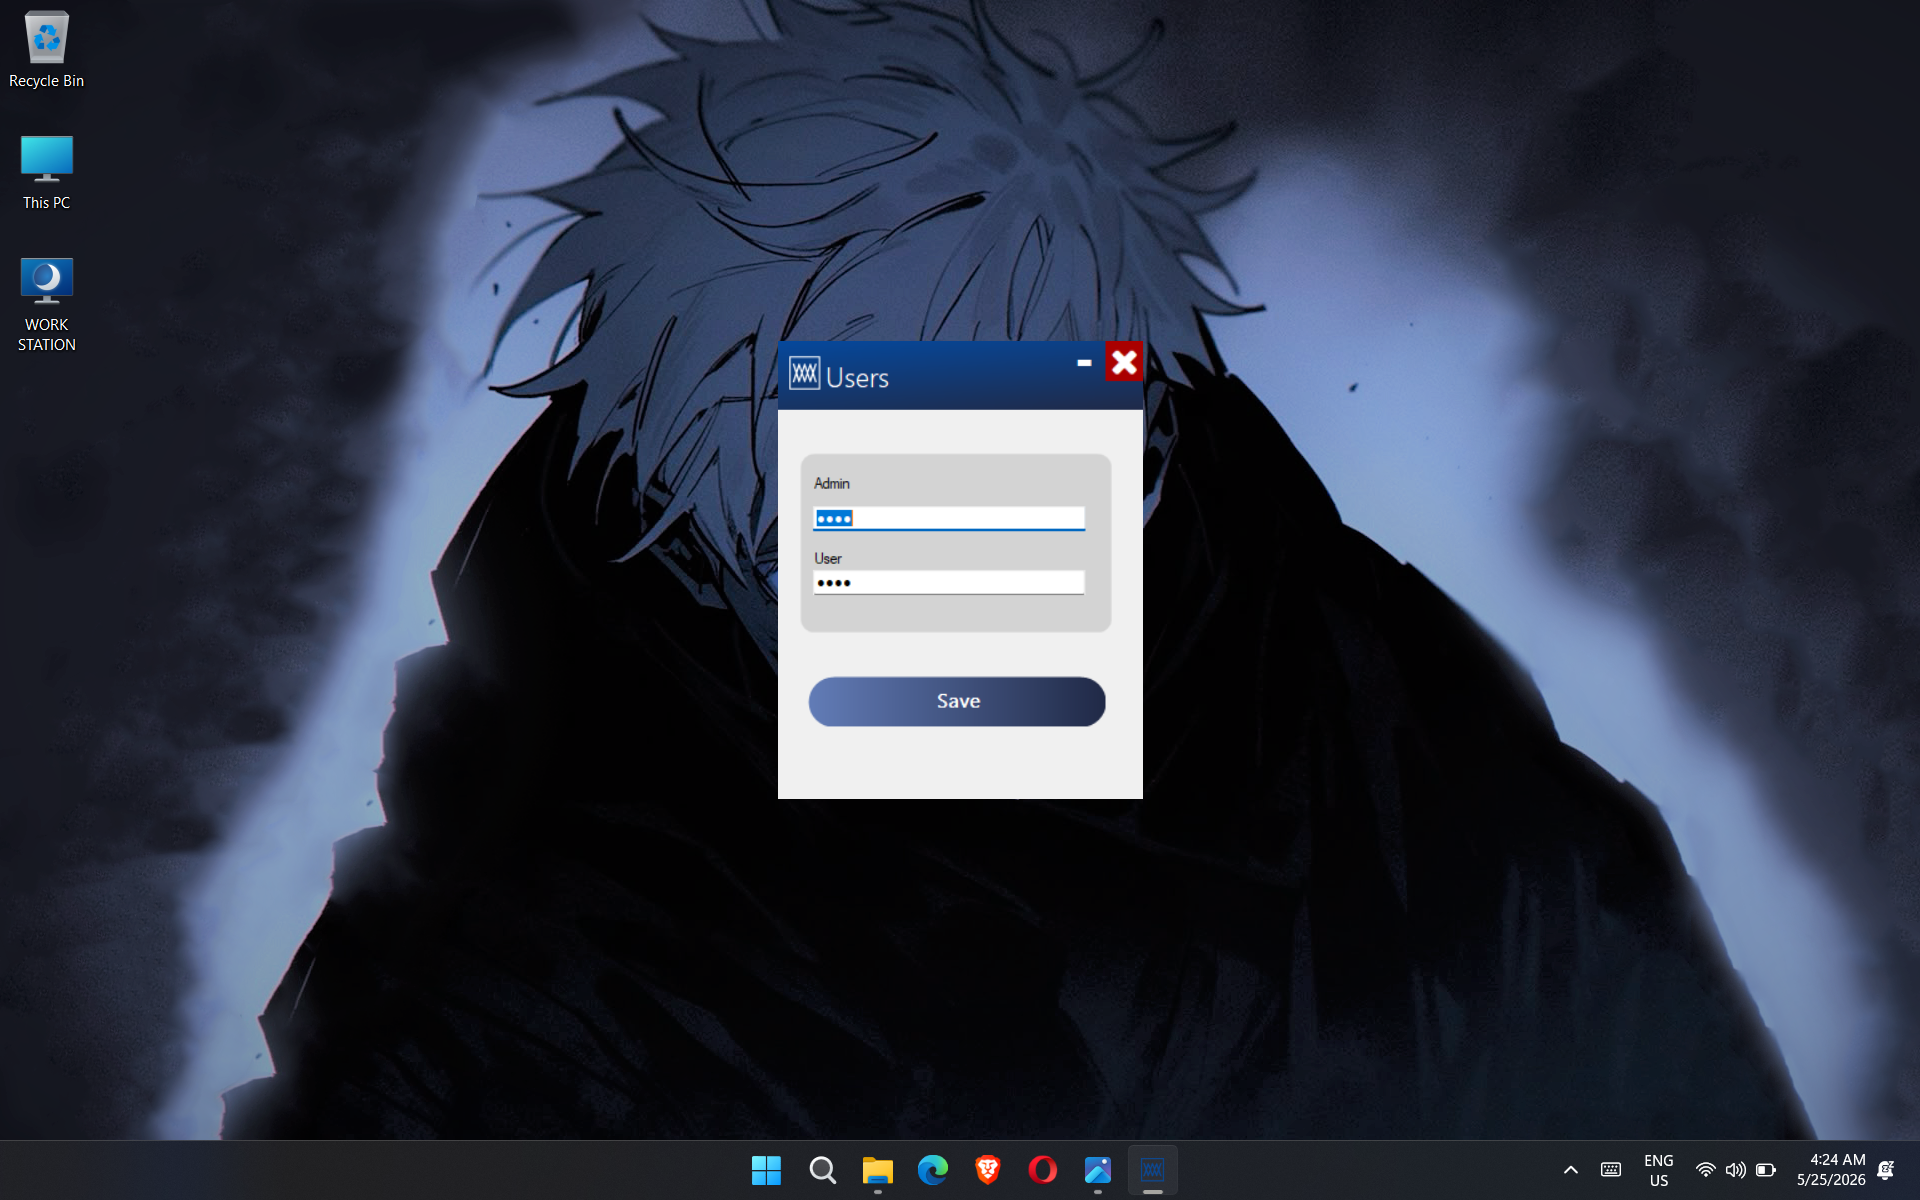 Recycle Bin
This PC
WORK
STATION
Users
Admin
••••
User
••••
Save
ENG
US
4:24 AM
5/25/2026